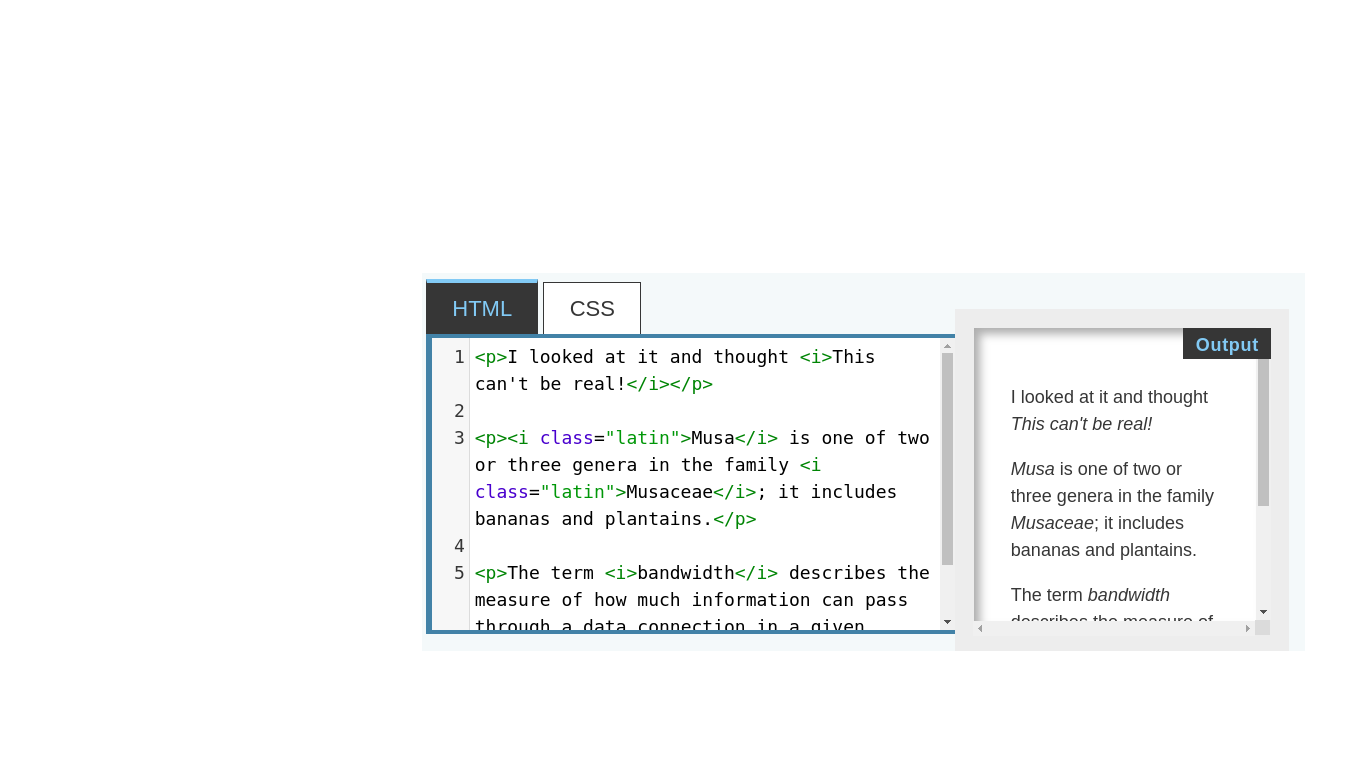 HTML
CSS
1 <p>I looked at it and thought <i>This
can't be real!</i></p>
2
3 <p><i class="latin">Musa</i> is one of two
or three genera in the family <i
class="latin">Musaceae</i>; it includes
bananas and plantains.</p>
4
5 <p>The term <i>bandwidth</i> describes the
measure of how much information can pass
through a data connection in a given
Output
I looked at it and thought
This can't be real!
Musa is one of two or
three genera in the family
Musaceae; it includes
bananas and plantains.
The term bandwidth
describes the measure of